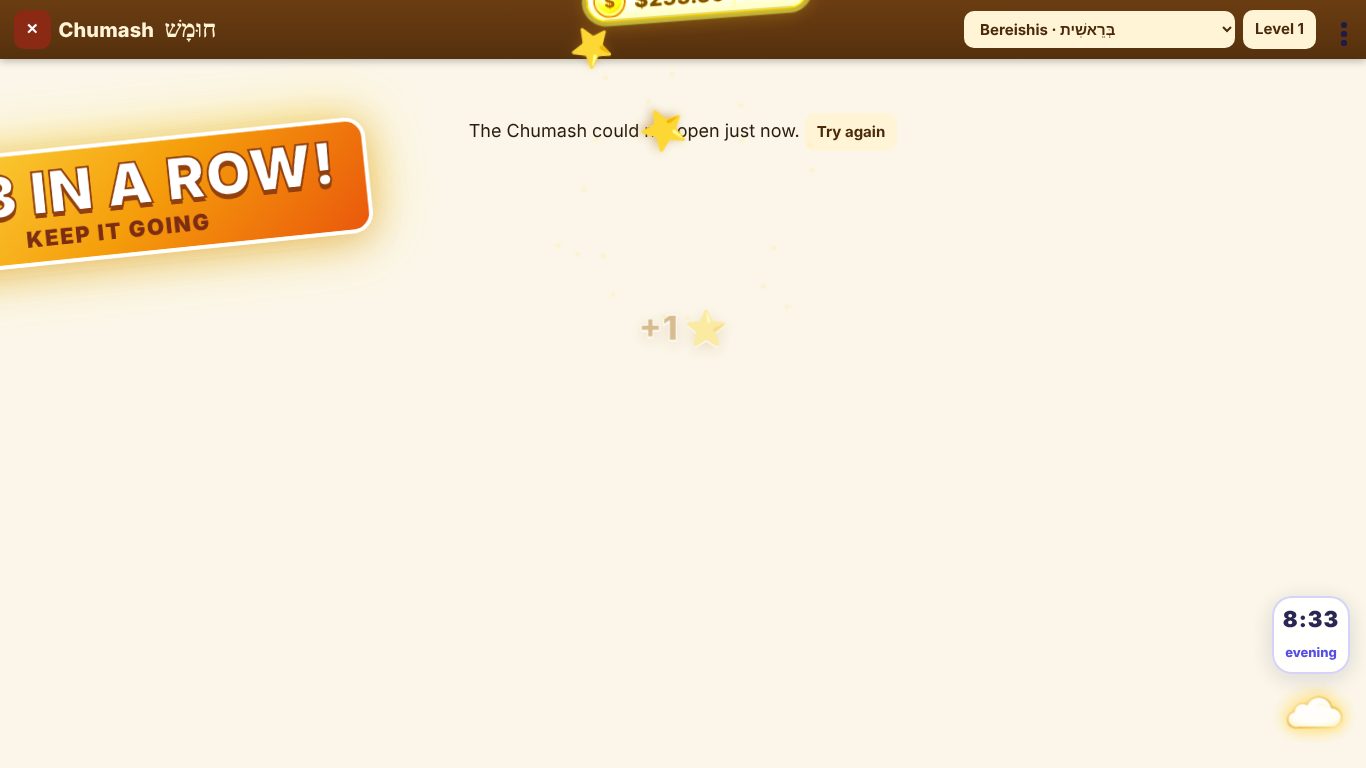 $
× Chumash חוּמָשׁ
Bereishis · בְּרֵאשִׁית
Level 1
The Chumash could open just now.
Try again
IN A ROW!
KEEP IT GOING
+1
8:33
evening